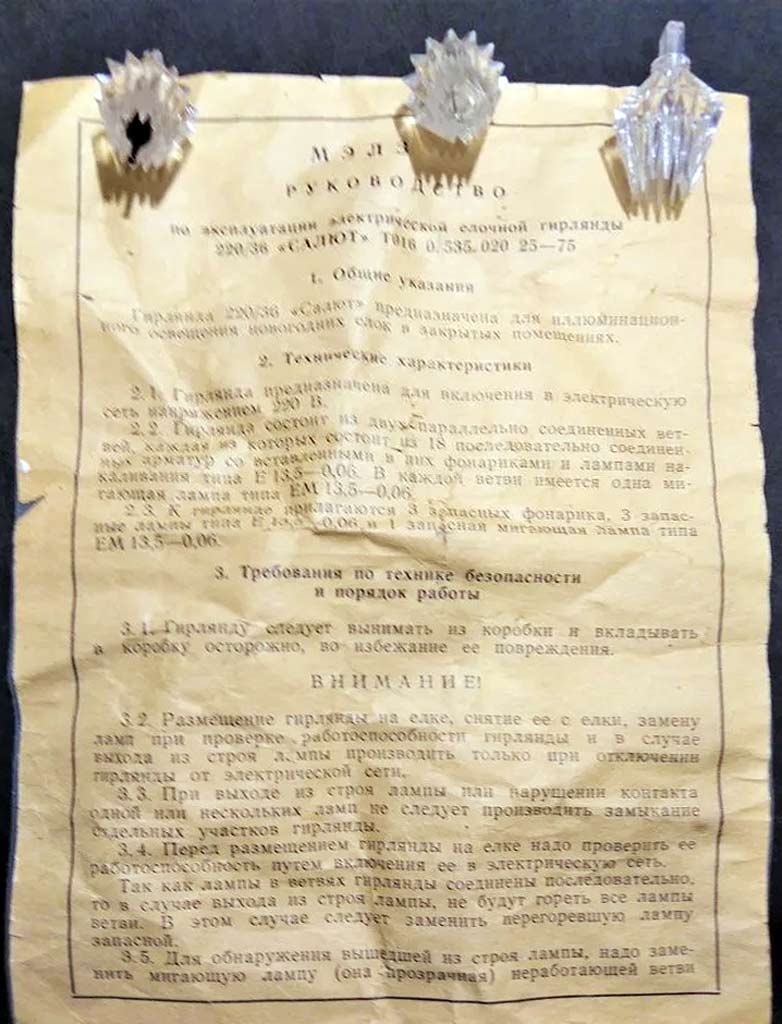 МЭЛЗ
РУКОВОДСТВО
по эксплуатации электрической елочной гирлянды
220/36 «САЛЮТ» ТУ16 0.535.020 25—75
1. Общие указания
Гирлянда 220/36 «Салют» предназначена для иллюминацион-
ного освещения новогодних елок в закрытых помещениях.
2. Технические характеристики
2.1. Гирлянда предназначена для включения в электрическую
сеть напряжением 220 В.
2.2. Гирлянда состоит из двух параллельно соединенных вет-
вей, каждая из которых состоит из 18 последовательно соединен-
ных арматур со вставленными в них фонариками и лампами на-
каливания типа Е 13,5—0,06. В каждой ветви имеется одна ми-
гающая лампа типа ЕМ 13,5—0,06.
2.3. К гирлянде прилагаются 3 запасных фонарика, 3 запас-
ные лампы типа Е 13,5—0,06 и 1 запасная мигающая лампа типа
ЕМ 13,5—0,06.
3. Требования по технике безопасности
и порядок работы
3.1. Гирлянду следует вынимать из коробки и вкладывать
в коробку осторожно, во избежание ее повреждения.
ВНИМАНИЕ!
3.2. Размещение гирлянды на елке, снятие ее с елки, замену
ламп при проверке работоспособности гирлянды и в случае
выхода из строя лампы производить только при отключении
гирлянды от электрической сети.
3.3. При выходе из строя лампы или нарушении контакта
одной или нескольких ламп не следует производить замыкание
отдельных участков гирлянды.
3.4. Перед размещением гирлянды на елке надо проверить ее
работоспособность путем включения ее в электрическую сеть.
Так как лампы в ветвях гирлянды соединены последовательно,
то в случае выхода из строя лампы, не будут гореть все лампы
ветви. В этом случае следует заменить перегоревшую лампу
запасной.
3.5. Для обнаружения вышедшей из строя лампы, надо заме-
нить мигающую лампу (она прозрачная) неработающей ветви